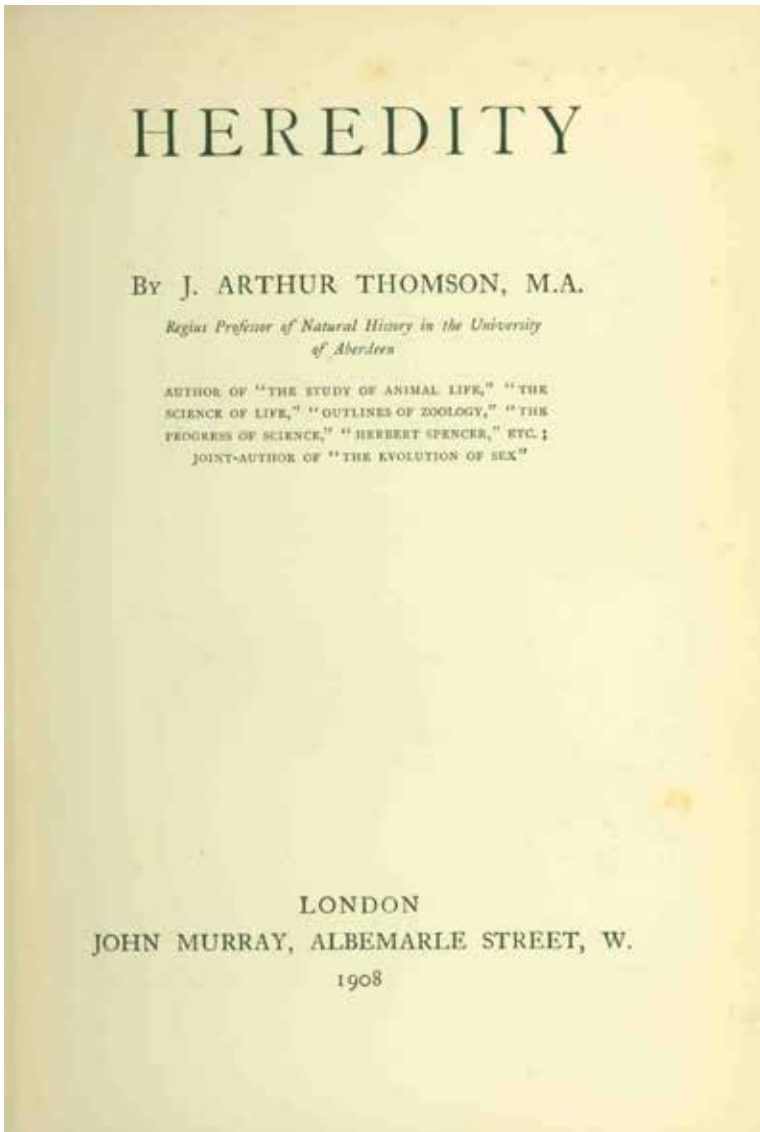 HEREDITY
BY J. ARTHUR THOMSON, M.A.
Regius Professor of Natural History in the University
of Aberdeen
AUTHOR OF "THE STUDY OF ANIMAL LIFE," "THE
SCIENCE OF LIFE," "OUTLINES OF ZOOLOGY," "THE
PROGRESS OF SCIENCE," "HERBERT SPENCER," ETC. ;
JOINT-AUTHOR OF "THE EVOLUTION OF SEX"
LONDON
JOHN MURRAY, ALBEMARLE STREET, W.
1908